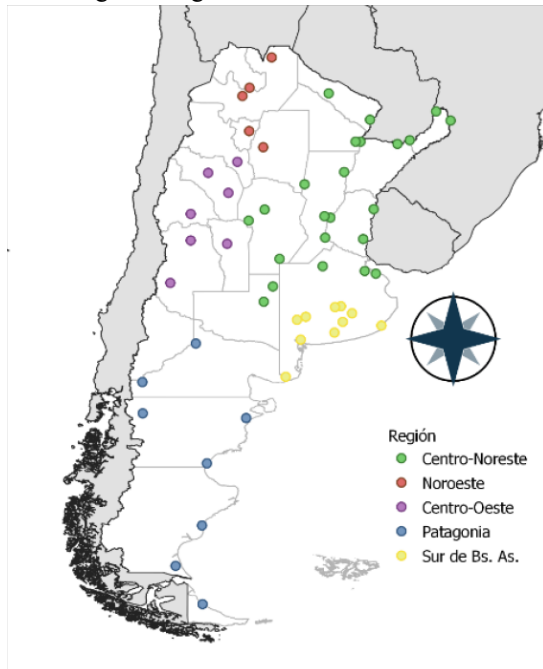 Región
Centro-Noreste
Noroeste
Centro-Oeste
Patagonia
Sur de Bs. As.